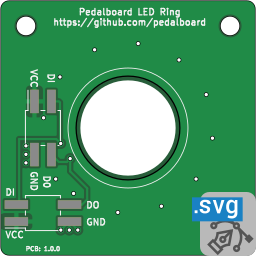 Pedalboard LED Ring
https://github.com/pedalboard
VCC
DI
GND
DO
DI
DO
GND
VCC
PCB: 1.0.0
.svg